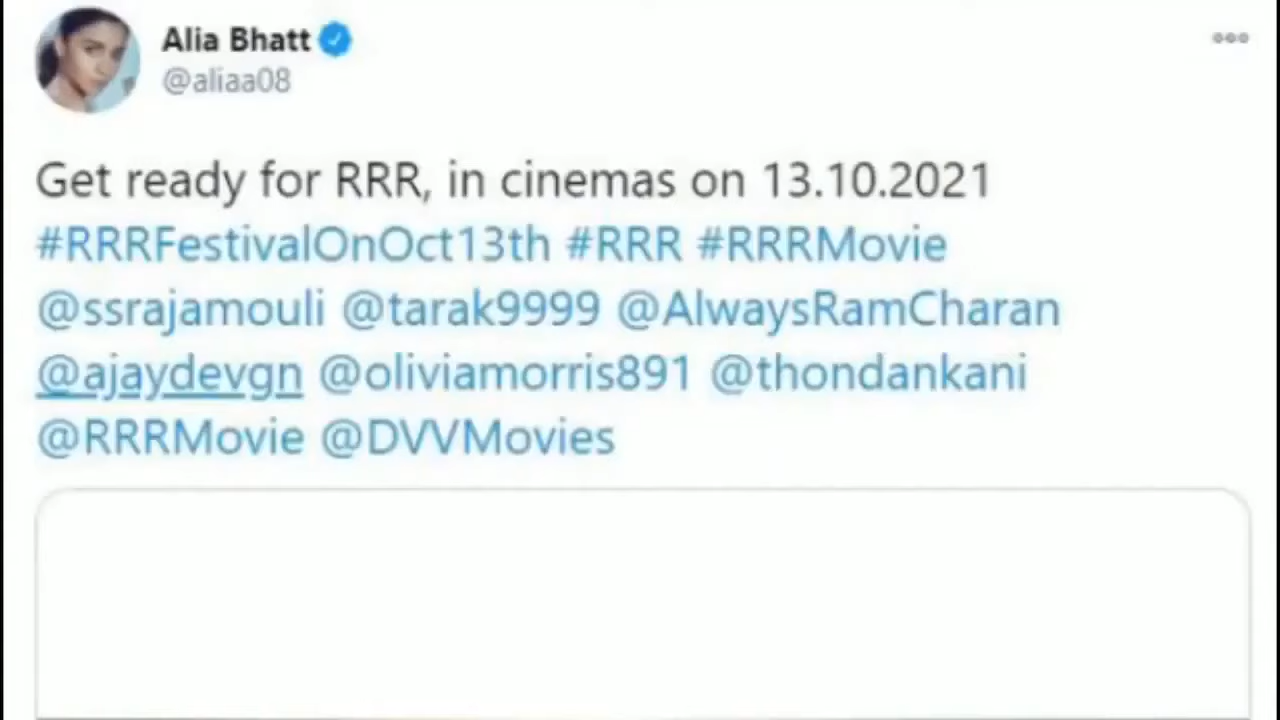 Alia Bhatt
@aliaa08
Get ready for RRR, in cinemas on 13.10.2021
#RRRFestivalOnOct13th #RRR #RRRMovie
@ssrajamouli @tarak9999 @AlwaysRamCharan
@ajaydevgn @oliviamorris891 @thondankani
@RRRMovie @DVVMovies